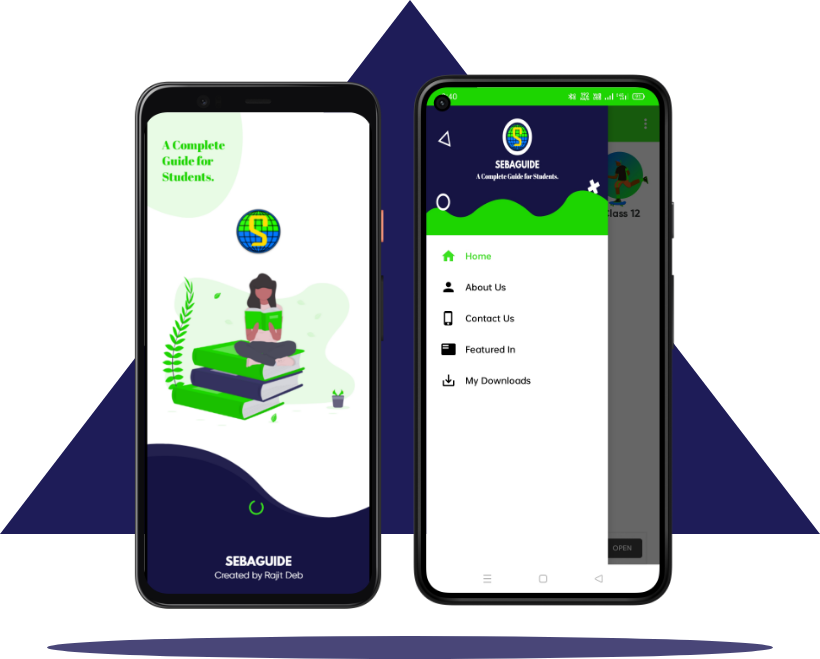 A Complete
Guide for
Students.
S
SEBAGUIDE
Created by Rajit Deb
S
SEBAGUIDE
A Complete Guide for Students.
Class 12
Home
About Us
Contact Us
Featured In
My Downloads
OPEN